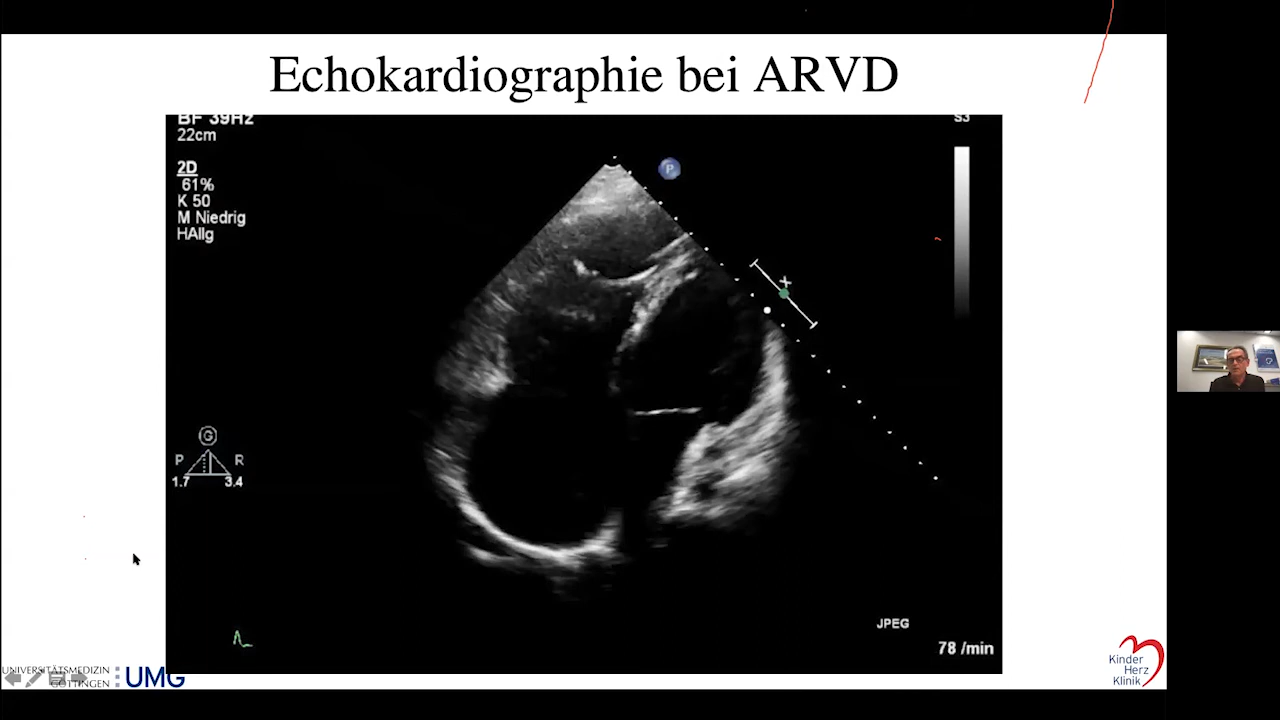 Echokardiographie bei ARVD
BF 39Hz
22cm
2D
61%
K 50
M Niedrig
HAllg
S3
P
G
P R
1.7 3.4
JPEG
78 /min
UNIVERSITÄTSMEDIZIN
GÖTTINGEN
UMG
Kinder
Herz
Klinik